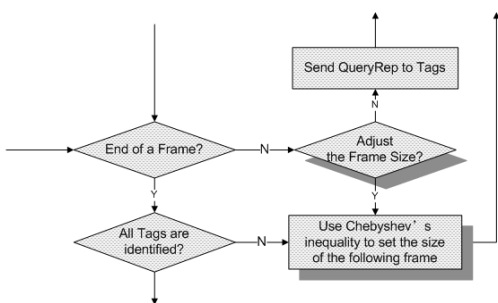 Send QueryRep to Tags
N
End of a Frame?
N
Adjust
the Frame Size?
Y
Y
All Tags are
identified?
N
Use Chebyshev's
inequality to set the size
of the following frame